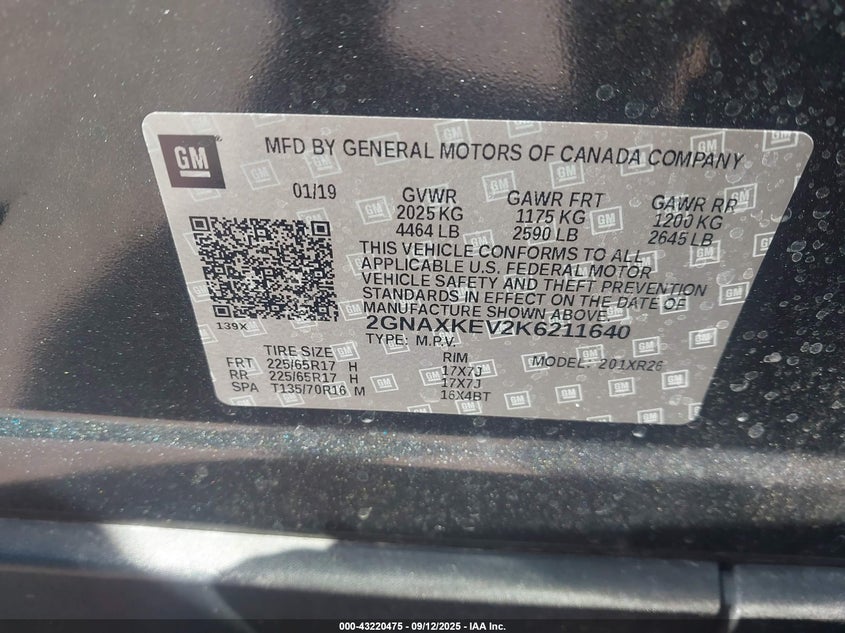 GM
MFD BY GENERAL MOTORS OF CANADA COMPANY
01/19 GVWR GAWR FRT GAWR RR
2025 KG 1175 KG 1200 KG
4464 LB 2590 LB 2645 LB
THIS VEHICLE CONFORMS TO ALL
APPLICABLE U.S. FEDERAL MOTOR
VEHICLE SAFETY AND THEFT PREVENTION
STANDARDS IN EFFECT ON THE DATE OF
MANUFACTURE SHOWN ABOVE.
139X 2GNAXKEV2K6211640
TYPE: M.P.V.
TIRE SIZE RIM MODEL: 201XR26
FRT 225/65R17 H 17X7J
RR 225/65R17 H 17X7J
SPA T135/70R16 M 16X4BT
000-43220475 - 09/12/2025 - IAA Inc.